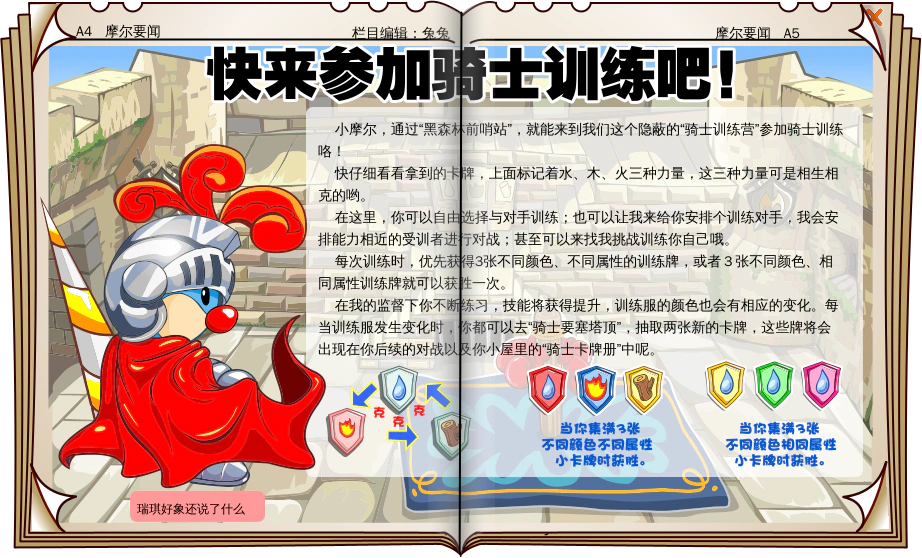 A4 摩尔要闻
栏目编辑：兔兔
摩尔要闻 A5
快来参加骑士训练吧！
小摩尔，通过“黑森林前哨站”，就能来到我们这个隐蔽的“骑士训练营”参加骑士训练
咯！
快仔细看看拿到的卡牌，上面标记着水、木、火三种力量，这三种力量可是相生相
克的哟。
在这里，你可以自由选择与对手训练；也可以让我来给你安排个训练对手，我会安
排能力相近的受训者进行对战；甚至可以来找我挑战训练你自己哦。
每次训练时，优先获得3张不同颜色、不同属性的训练牌，或者３张不同颜色、相
同属性训练牌就可以获胜一次。
在我的监督下你不断练习，技能将获得提升，训练服的颜色也会有相应的变化。每
当训练服发生变化时，你都可以去“骑士要塞塔顶”，抽取两张新的卡牌，这些牌将会
出现在你后续的对战以及你小屋里的“骑士卡牌册”中呢。
克
克
克
当你集满3张
不同颜色不同属性
小卡牌时获胜。
当你集满3张
不同颜色相同属性
小卡牌时获胜。
瑞琪好象还说了什么